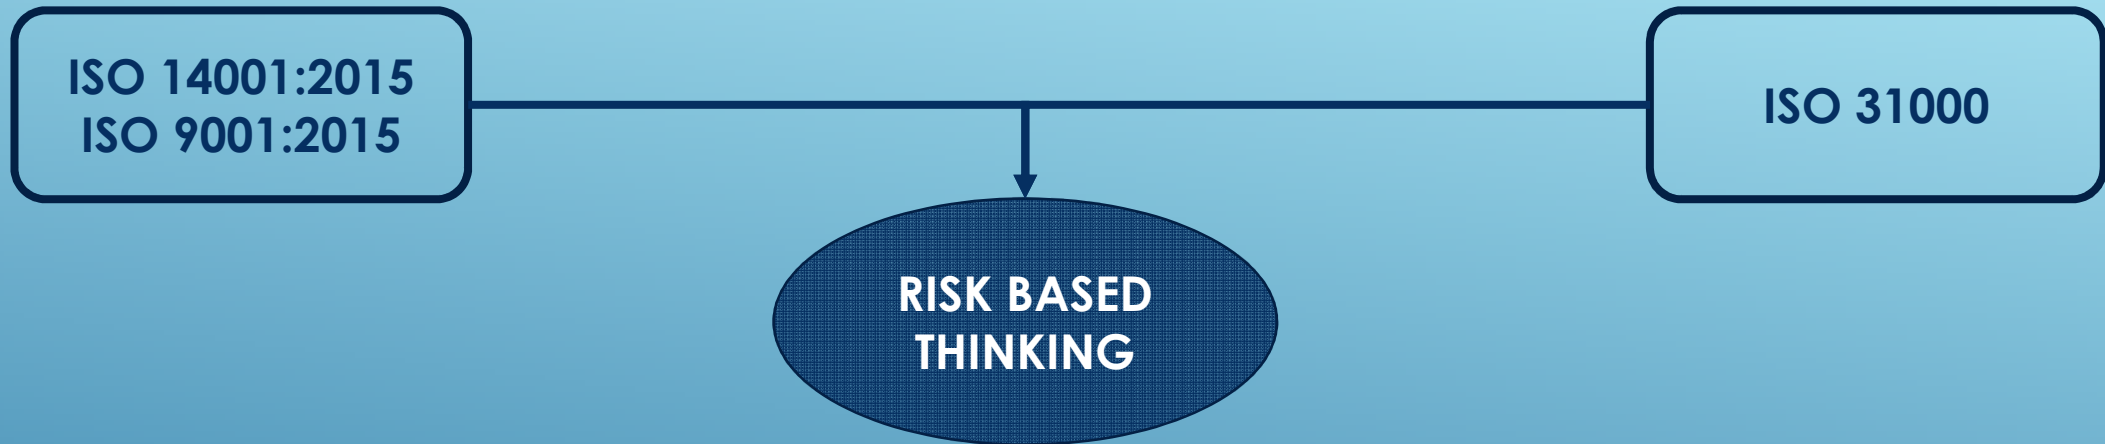 ISO 14001:2015
ISO 9001:2015
ISO 31000
RISK BASED
THINKING